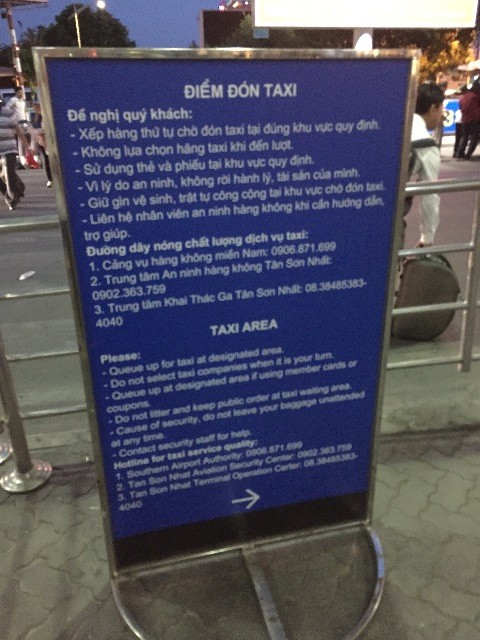 ĐIỂM ĐÓN TAXI
Đề nghị quý khách:
- Xếp hàng thứ tự chờ đón taxi tại đúng khu vực quy định.
- Không lựa chọn hãng taxi khi đến lượt.
- Sử dụng thẻ và phiếu tại khu vực quy định.
- Vì lý do an ninh, không rời hành lý, tài sản của mình.
- Giữ gìn vệ sinh, trật tự công cộng tại khu vực chờ đón taxi.
- Liên hệ nhân viên an ninh hàng không khi cần hướng dẫn,
trợ giúp.
Đường dây nóng chất lượng dịch vụ taxi:
1. Cảng vụ hàng không miền Nam: 0906.871.699
2. Trung tâm An ninh hàng không Tân Sơn Nhất:
0902.363.759
3. Trung tâm Khai Thác Ga Tân Sơn Nhất: 08.38485383-
4040
TAXI AREA
Please:
- Queue up for taxi at designated area.
- Do not select taxi companies when it is your turn.
- Queue up at designated area if using member cards or
coupons.
- Do not litter and keep public order at taxi waiting area.
- Cause of security, do not leave your baggage unattended
at any time.
- Contact security staff for help.
Hotline for taxi service quality:
1. Southern Airport Authority: 0906.871.699
2. Tan Son Nhat Aviation Security Center: 0902.363.759
3. Tan Son Nhat Terminal Operation Certer: 08.38485383-
4040